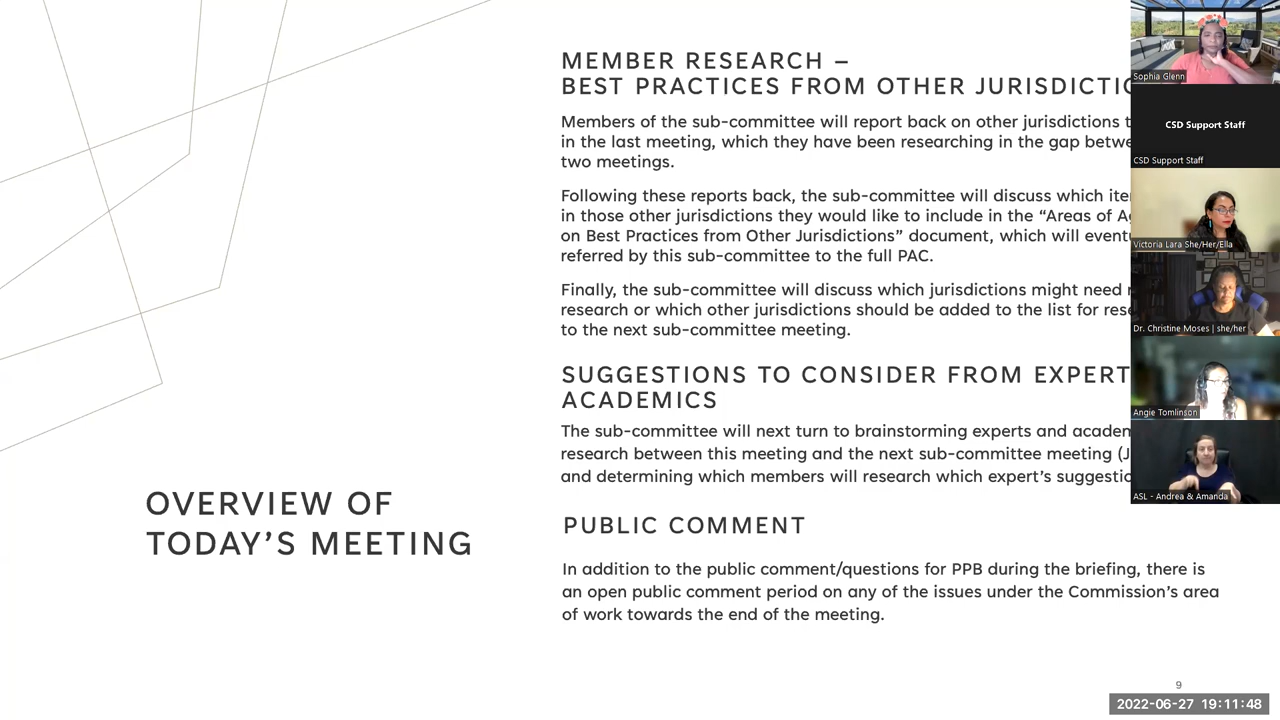 MEMBER RESEARCH –
BEST PRACTICES FROM OTHER
Members of the sub-committee will report back on other jurisdictions
in the last meeting, which they have been researching in the gap
two meetings.
Following these reports back, the sub-committee will discuss which
in those other jurisdictions they would like to include in the “Areas of
on Best Practices from Other Jurisdictions” document, which will
referred by this sub-committee to the full PAC.
Finally, the sub-committee will discuss which jurisdictions might need
research or which other jurisdictions should be added to the list for
to the next sub-committee meeting.
SUGGESTIONS TO CONSIDER FROM
ACADEMICS
The sub-committee will next turn to brainstorming experts and
research between this meeting and the next sub-committee meeting
and determining which members will research which expert’s
PUBLIC COMMENT
In addition to the public comment/questions for PPB during the briefing, there is
an open public comment period on any of the issues under the Commission’s area
of work towards the end of the meeting.
OVERVIEW OF
TODAY’S MEETING
Sophia Glenn
CSD Support Staff
CSD Support Staff
Victoria Lara She/Her/Ella
Dr. Christine Moses | she/her
Angie Tomlinson
ASL - Andrea & Amanda
9
2022-06-27 19:11:48